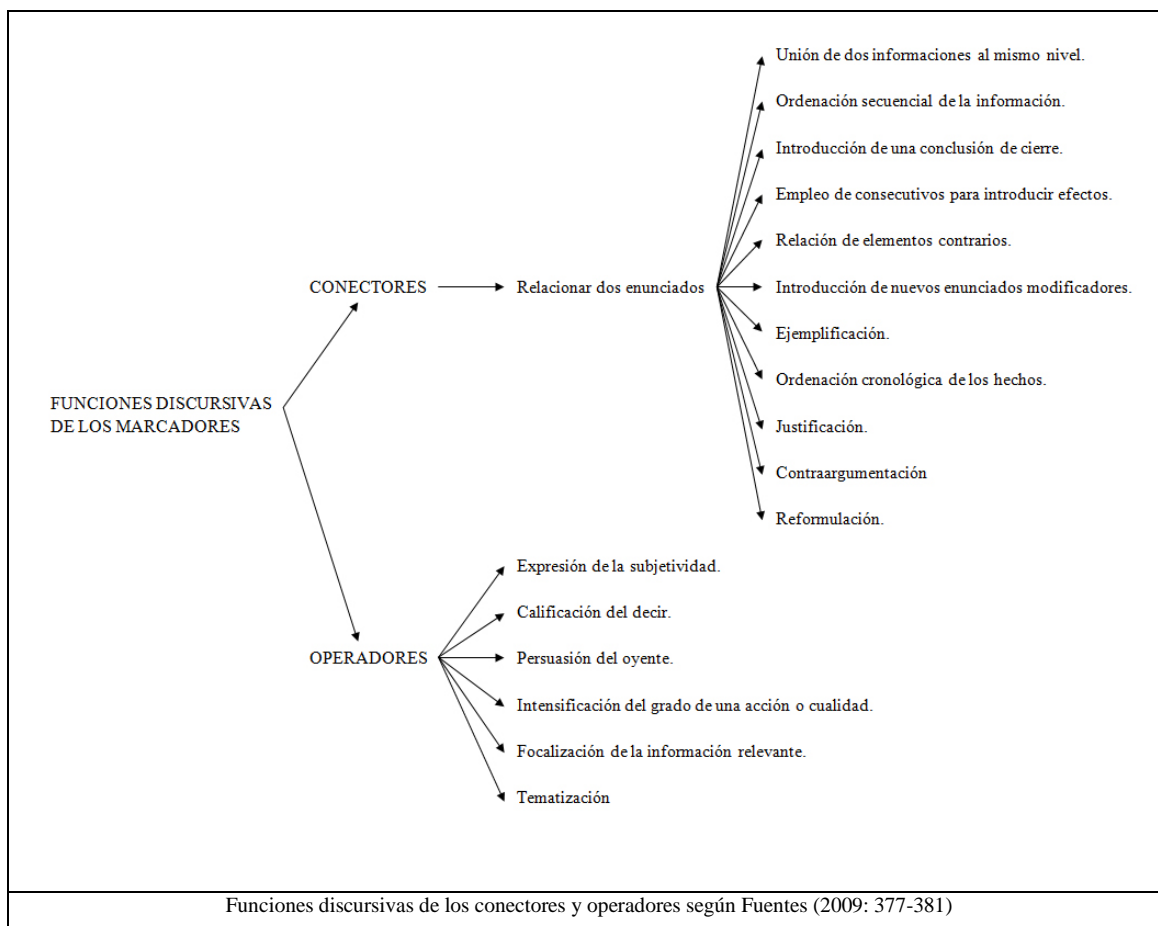 Unión de dos informaciones al mismo nivel.
Ordenación secuencial de la información.
Introducción de una conclusión de cierre.
Empleo de consecutivos para introducir efectos.
Relación de elementos contrarios.
CONECTORES
Relacionar dos enunciados
Introducción de nuevos enunciados modificadores.
Ejemplificación.
Ordenación cronológica de los hechos.
FUNCIONES DISCURSIVAS
DE LOS MARCADORES
Justificación.
Contraargumentación
Reformulación.
Expresión de la subjetividad.
Calificación del decir.
OPERADORES
Persuasión del oyente.
Intensificación del grado de una acción o cualidad.
Focalización de la información relevante.
Tematización
Funciones discursivas de los conectores y operadores según Fuentes (2009: 377-381)